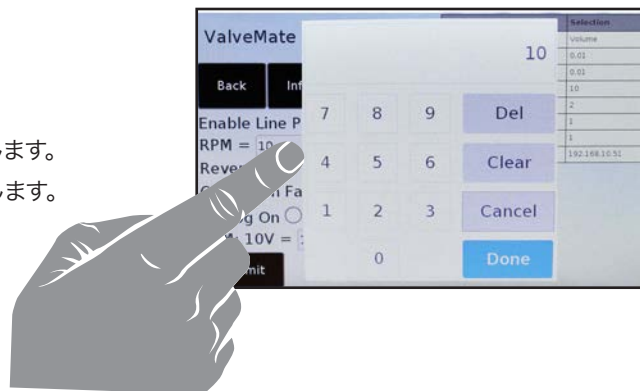 ValveMate
10
Back
Inf
Enable Line P
RPM = 10
Rever
7 8 9 Del
4 5 6 Clear
1 2 3 Cancel
0 Done
n Fa
g On
10V =
mit
Selection
Volume
0.01
0.01
10
2
1
1
192.168.10.51
ます。
します。